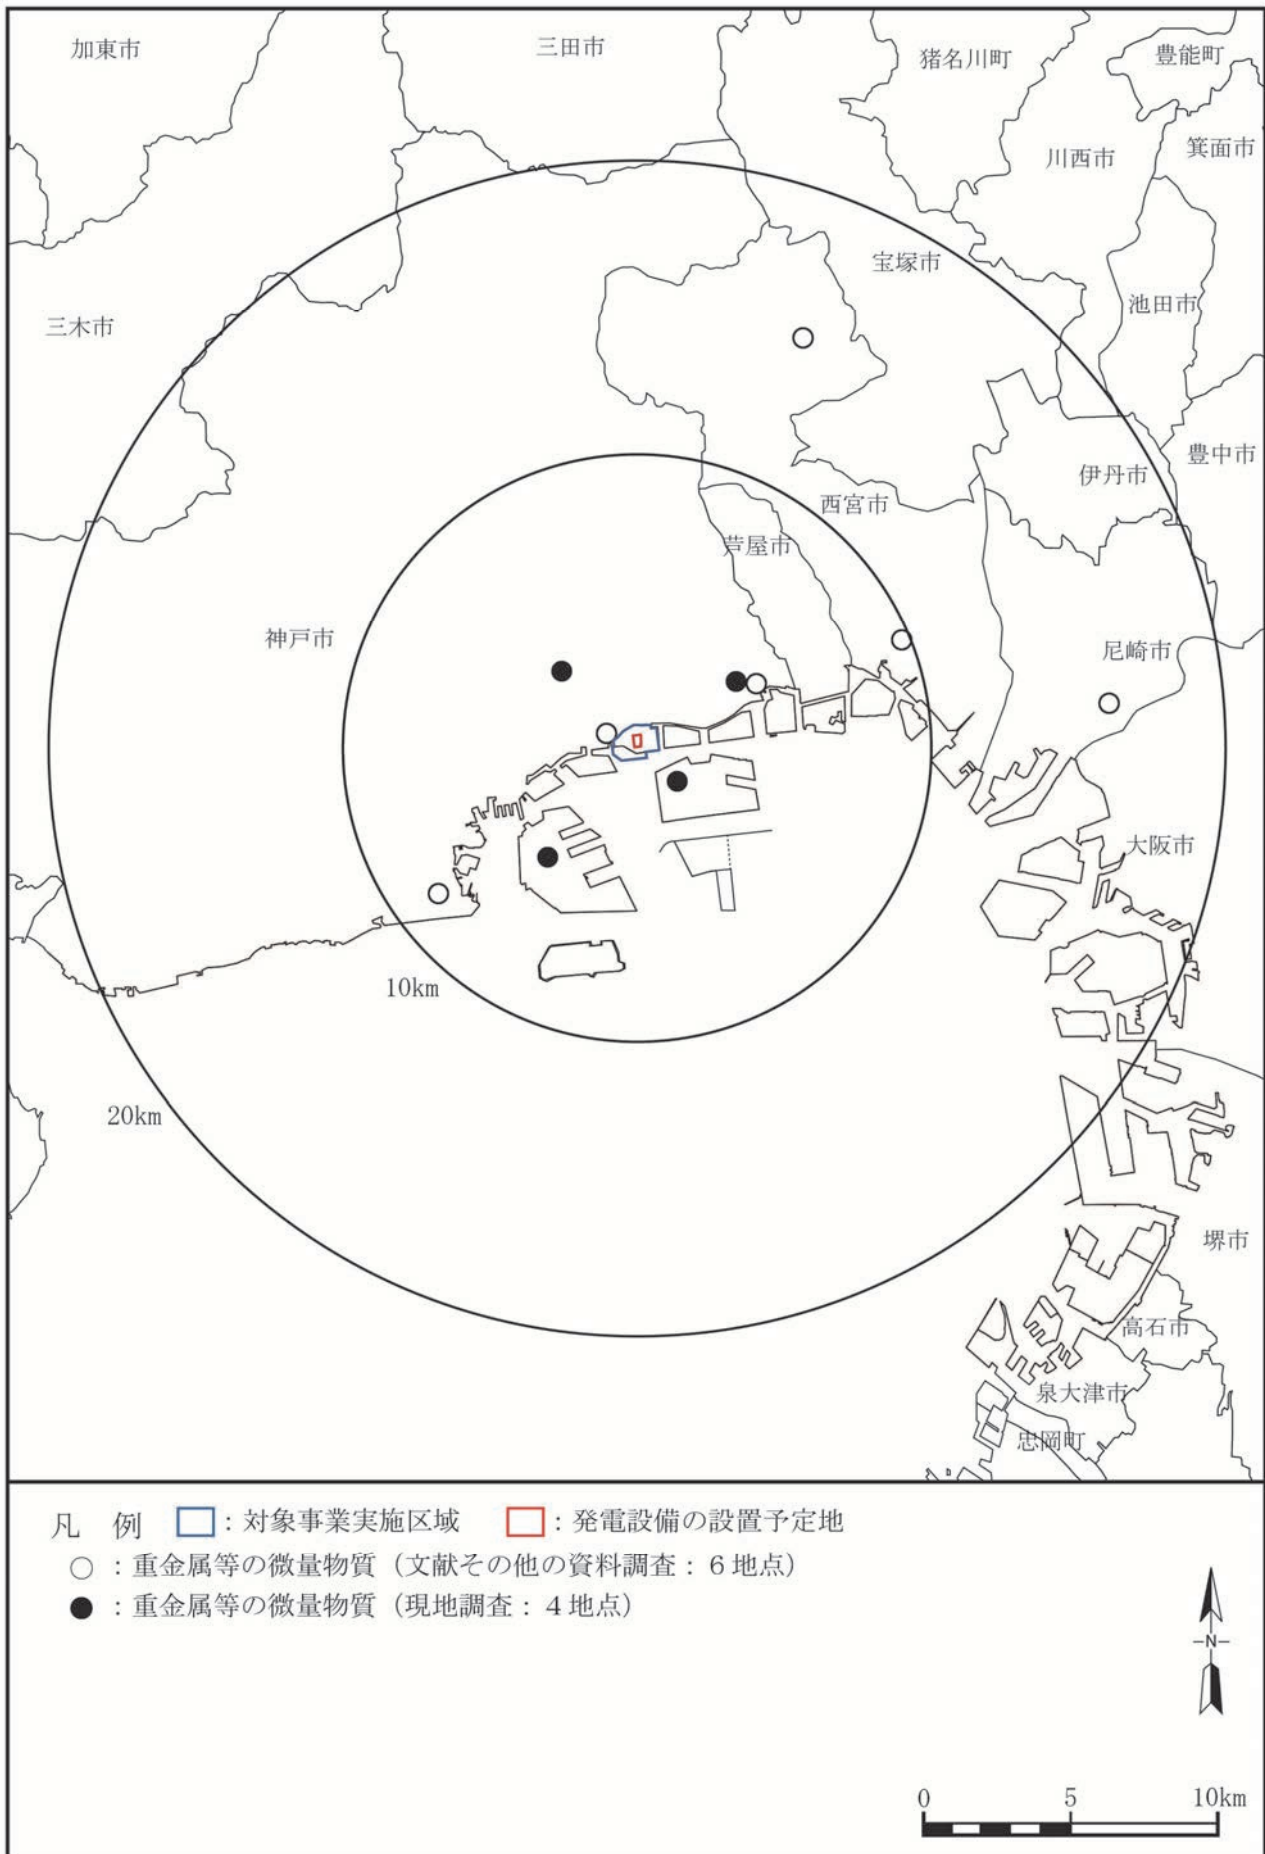 加東市
三田市
猪名川町
豊能町
箕面市
川西市
宝塚市
池田市
三木市
豊中市
伊丹市
西宮市
芦屋市
神戸市
尼崎市
大阪市
10km
20km
堺市
高石市
泉大津市
忠岡町
凡 例 :対象事業実施区域 :発電設備の設置予定地
○ :重金属等の微量物質(文献その他の資料調査:6地点)
● :重金属等の微量物質(現地調査:4地点)
N
0 5 10km